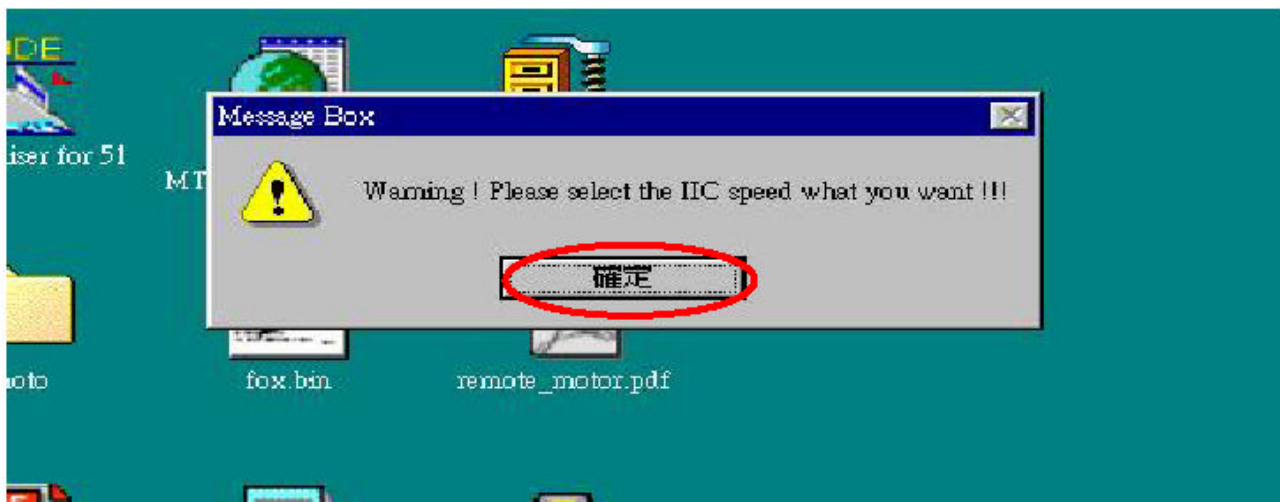 DE
Message Box
iser for 51
MT
Warning ! Please select the IIC speed what you want !!!
確定
oto
fox.bin
remote_motor.pdf